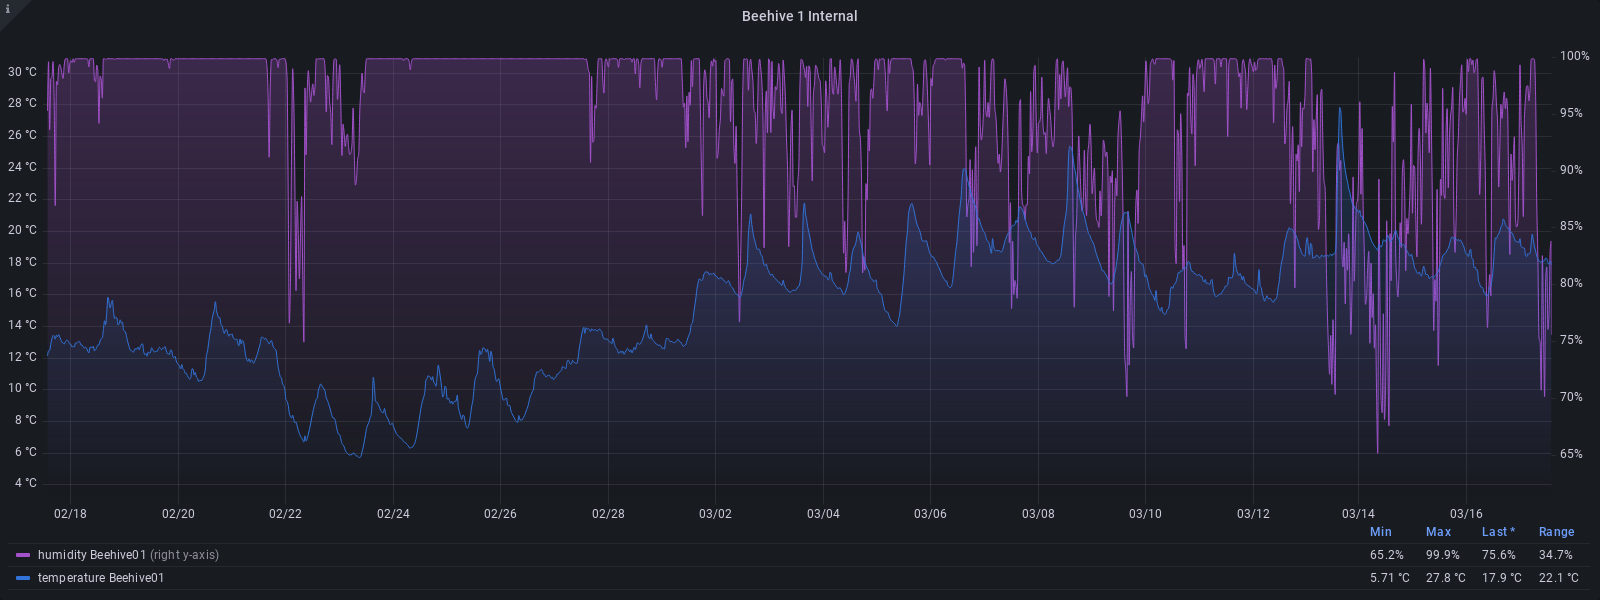 i
Beehive 1 Internal
30 °C
28 °C
26 °C
24 °C
22 °C
20 °C
18 °C
16 °C
14 °C
12 °C
10 °C
8 °C
6 °C
4 °C
100%
95%
90%
85%
80%
75%
70%
65%
02/18 02/20 02/22 02/24 02/26 02/28 03/02 03/04 03/06 03/08 03/10 03/12 03/14 03/16
Min Max Last * Range
humidity Beehive01 (right y-axis) 65.2% 99.9% 75.6% 34.7%
temperature Beehive01 5.71 °C 27.8 °C 17.9 °C 22.1 °C